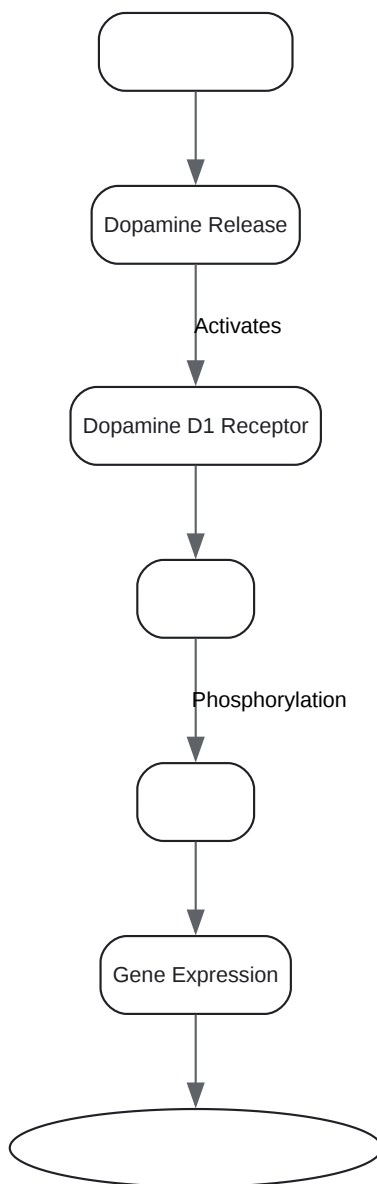 Dopamine Release
Activates
Dopamine D1 Receptor
Phosphorylation
Gene Expression